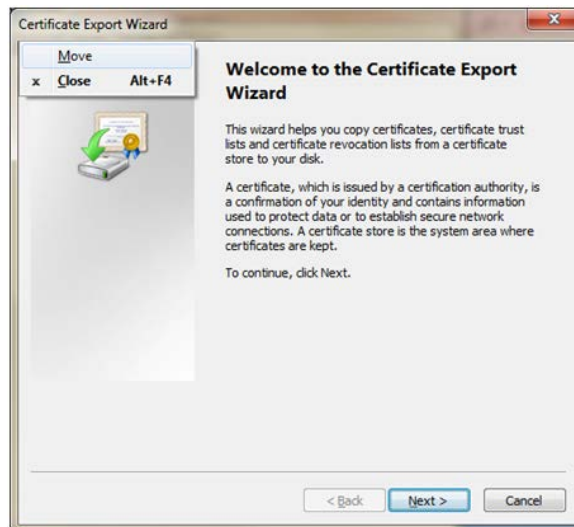 Certificate Export Wizard
Move
x Close Alt+F4
Welcome to the Certificate Export
Wizard
This wizard helps you copy certificates, certificate trust
lists and certificate revocation lists from a certificate
store to your disk.
A certificate, which is issued by a certification authority, is
a confirmation of your identity and contains information
used to protect data or to establish secure network
connections. A certificate store is the system area where
certificates are kept.
To continue, click Next.
< Back Next > Cancel